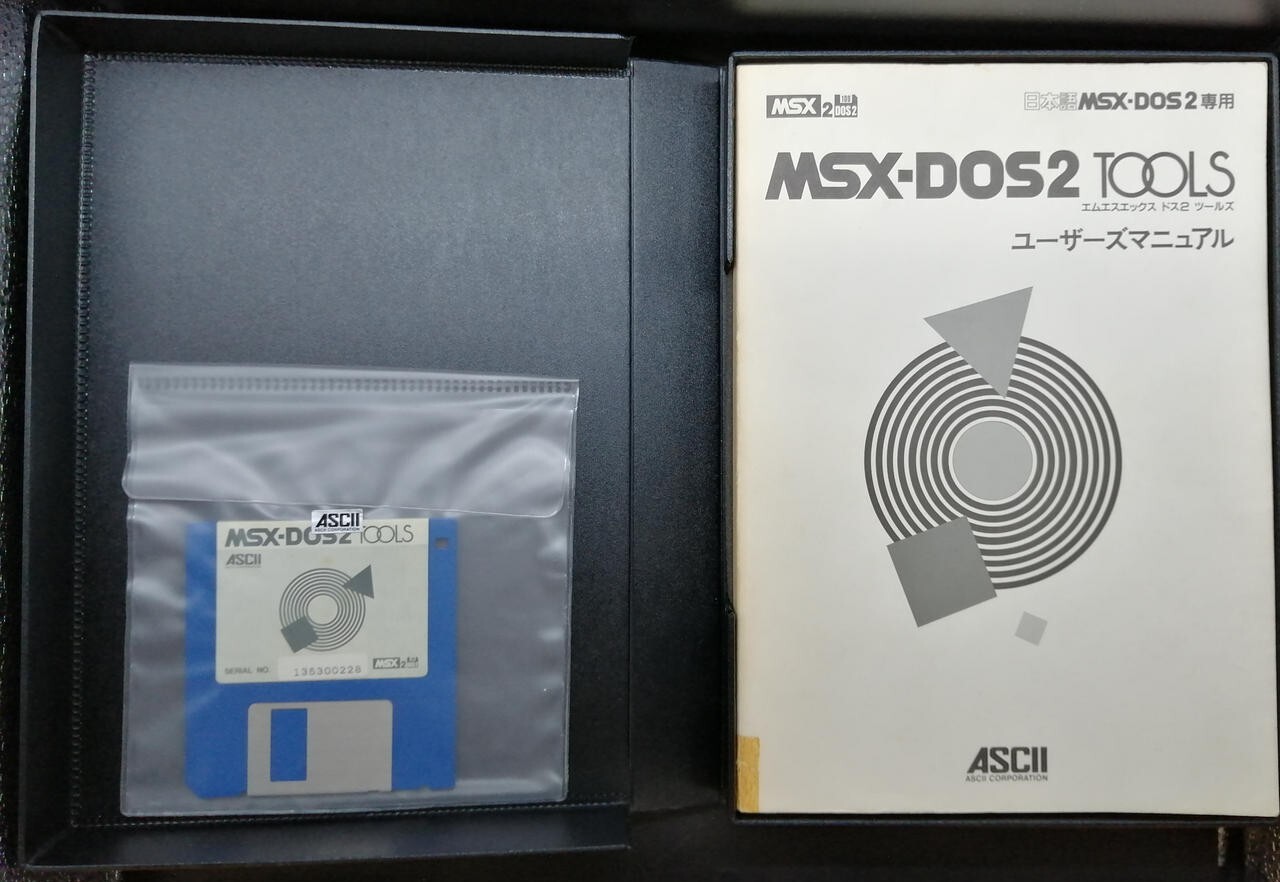 ASCII
ASCII CORPORATION
MSX-DOS2 TOOLS
ASCII
SERIAL NO. 135300228
MSX 2
MSX 2 DOS2
日本語MSX-DOS2専用
MSX-DOS2 TOOLS
エムエスエックス ドス2 ツールズ
ユーザーズマニュアル
ASCII
ASCII CORPORATION